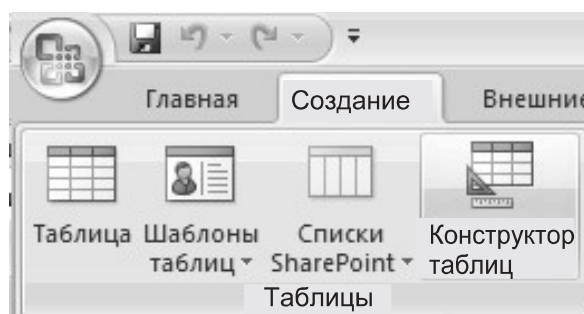 Главная Создание Внешние
Таблица Шаблоны Списки Конструктор
таблиц SharePoint таблиц
Таблицы